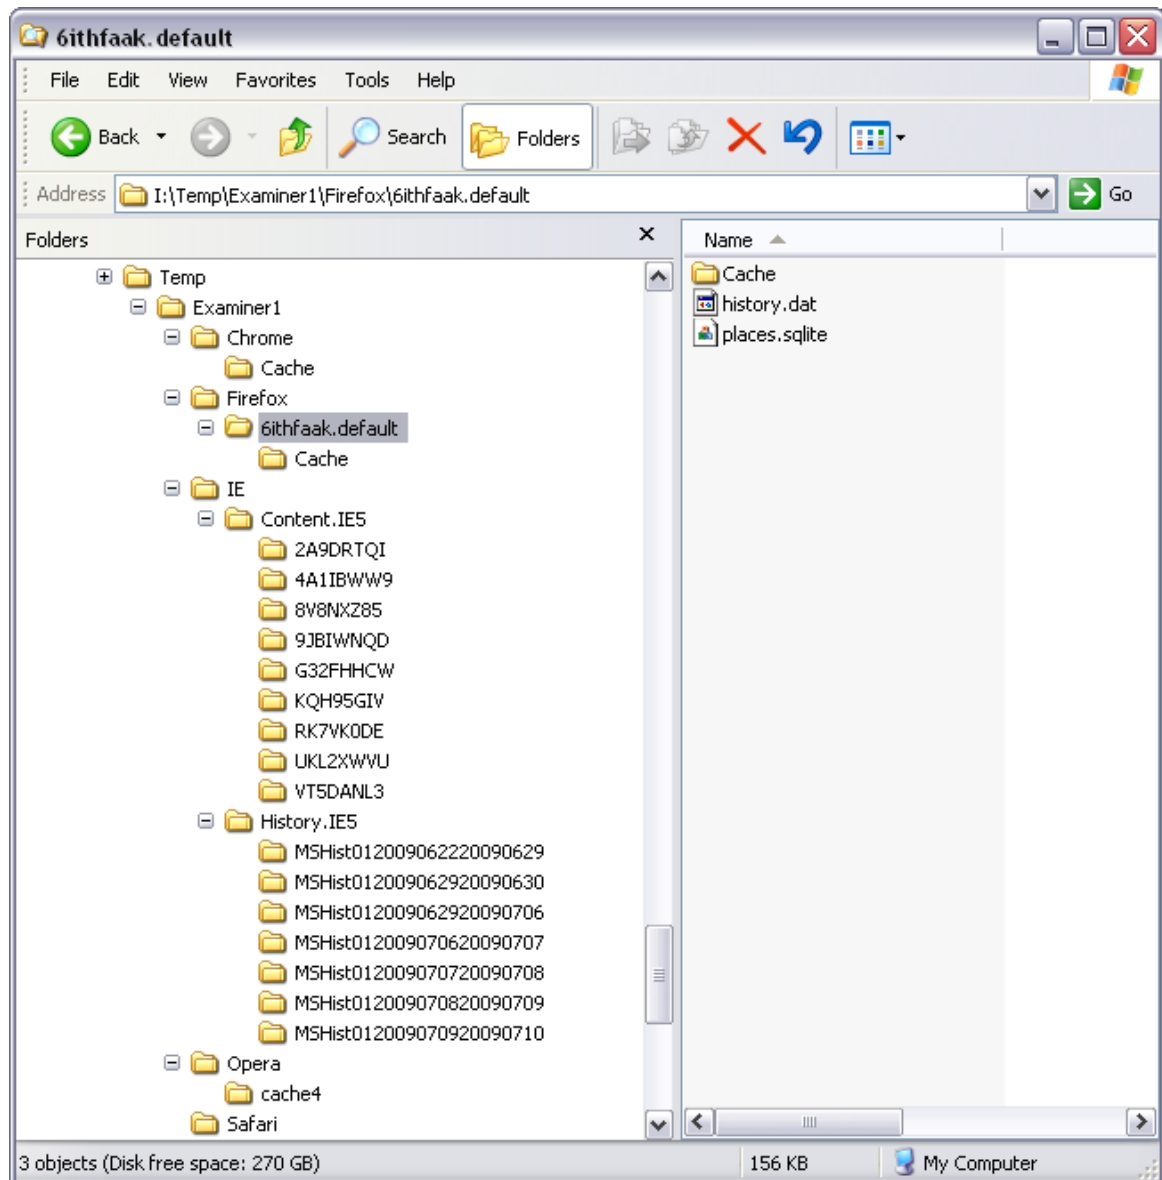 6ithfaak.default
File Edit View Favorites Tools Help
Back Search Folders
Address I:\Temp\Examiner1\Firefox\6ithfaak.default Go
Folders
Name
Temp
Examiner1
Chrome
Cache
Firefox
6ithfaak.default
Cache
IE
Content.IE5
2A9DRTQI
4A1IBWW9
8V8NXZ85
9JBIWNQD
G32FHHCW
KQH95GIV
RK7VK0DE
UKL2XWVU
VT5DANL3
History.IE5
MSHist012009062220090629
MSHist012009062920090630
MSHist012009062920090706
MSHist012009070620090707
MSHist012009070720090708
MSHist012009070820090709
MSHist012009070920090710
Opera
cache4
Safari
Cache
history.dat
places.sqlite
3 objects (Disk free space: 270 GB) 156 KB My Computer